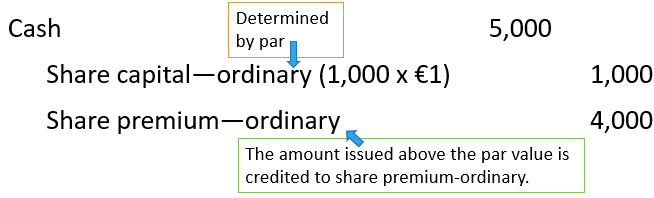 Determined
by par
Cash 5,000
Share capital—ordinary (1,000 x €1) 1,000
Share premium—ordinary 4,000
The amount issued above the par value is
credited to share premium-ordinary.